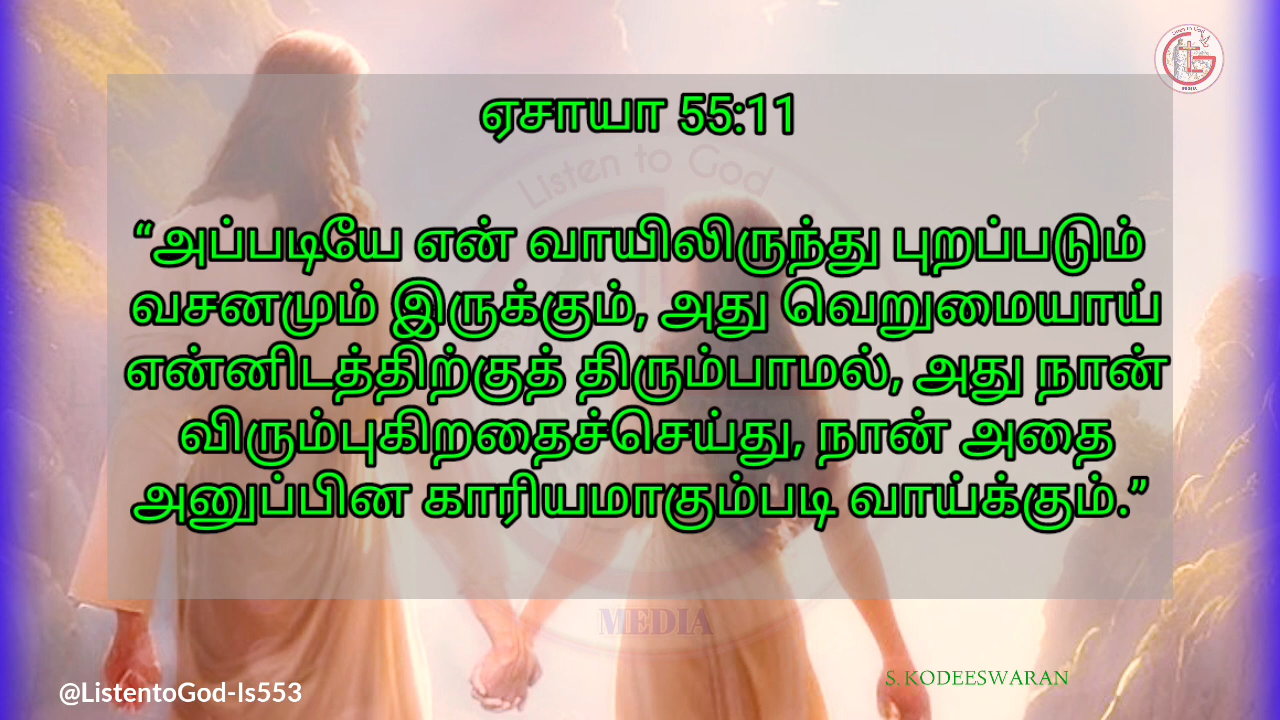 ஏசாயா 55:11
Listen to God
“அப்படியே என் வாயிலிருந்து புறப்படும்
வசனமும் இருக்கும், அது வெறுமையாய்
என்னிடத்திற்குத் திரும்பாமல், அது நான்
விரும்புகிறதைச்செய்து, நான் அதை
அனுப்பின காரியமாகும்படி வாய்க்கும்.”
MEDIA
S. KODEESWARAN
@ListentoGod-Is553